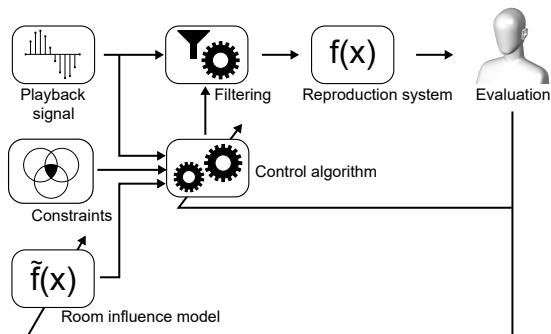 f(x)
Playback
signal
Filtering
Reproduction system
Evaluation
Control algorithm
Constraints
f̃(x)
Room influence model